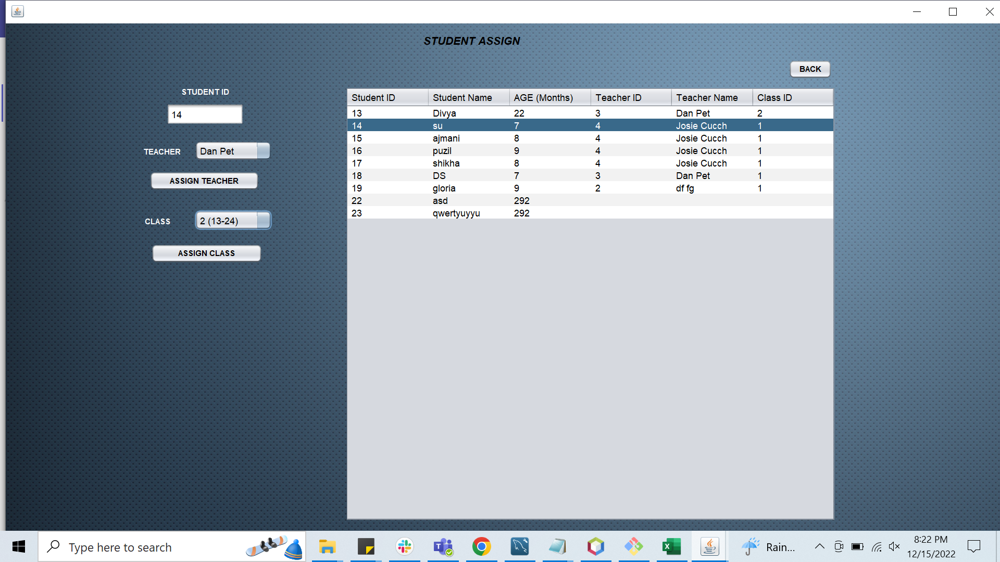 STUDENT ASSIGN
BACK
STUDENT ID
14
TEACHER Dan Pet
ASSIGN TEACHER
CLASS 2 (13-24)
ASSIGN CLASS
Student ID Student Name AGE (Months) Teacher ID Teacher Name Class ID
13 Divya 22 3 Dan Pet 2
14 su 7 4 Josie Cucch 1
15 ajmani 8 4 Josie Cucch 1
16 puzil 9 4 Josie Cucch 1
17 shikha 8 4 Josie Cucch 1
18 DS 7 3 Dan Pet 1
19 gloria 9 2 df fg 1
22 asd 292
23 qwertyuyyu 292
Type here to search
Rain...
8:22 PM
12/15/2022